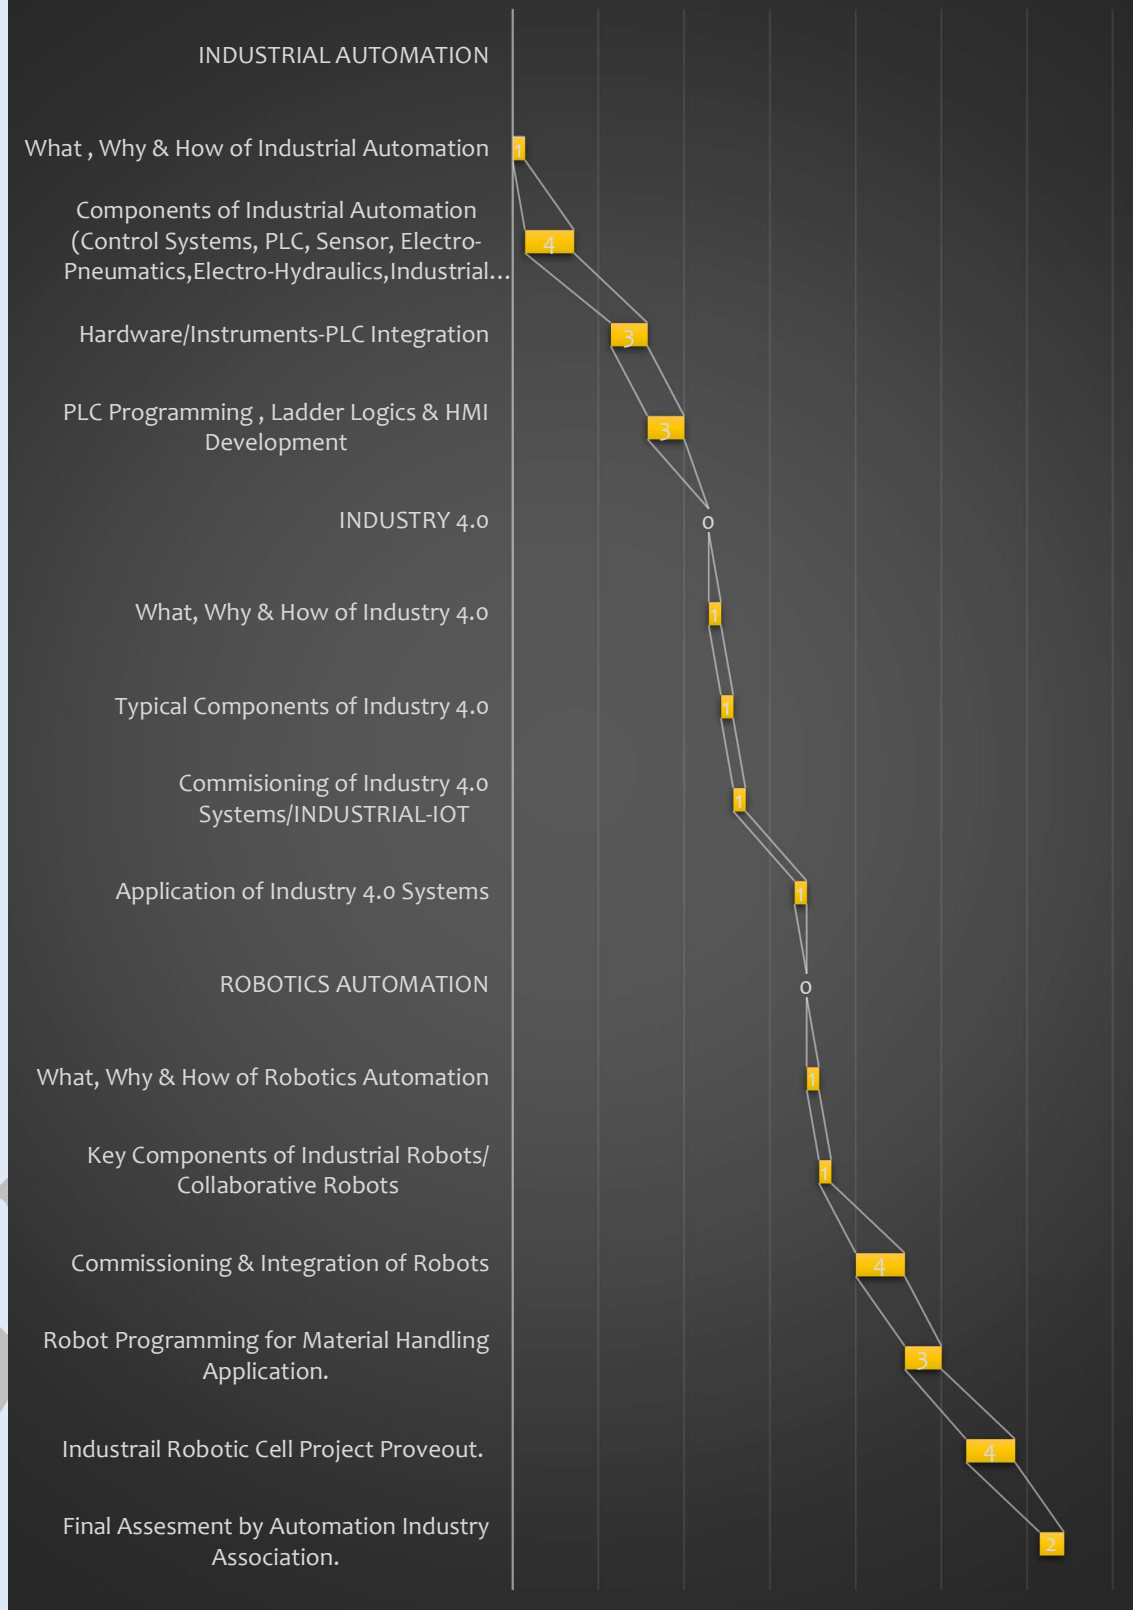 INDUSTRIAL AUTOMATION
What , Why & How of Industrial Automation
1
Components of Industrial Automation
(Control Systems, PLC, Sensor, Electro-
Pneumatics,Electro-Hydraulics,Industrial...
4
Hardware/Instruments-PLC Integration
3
PLC Programming , Ladder Logics & HMI
Development
3
INDUSTRY 4.0
0
What, Why & How of Industry 4.0
1
Typical Components of Industry 4.0
1
Commisioning of Industry 4.0
Systems/INDUSTRIAL-IOT
1
Application of Industry 4.0 Systems
1
ROBOTICS AUTOMATION
0
What, Why & How of Robotics Automation
1
Key Components of Industrial Robots/
Collaborative Robots
1
Commissioning & Integration of Robots
4
Robot Programming for Material Handling
Application.
3
Industrail Robotic Cell Project Proveout.
4
Final Assesment by Automation Industry
Association.
2